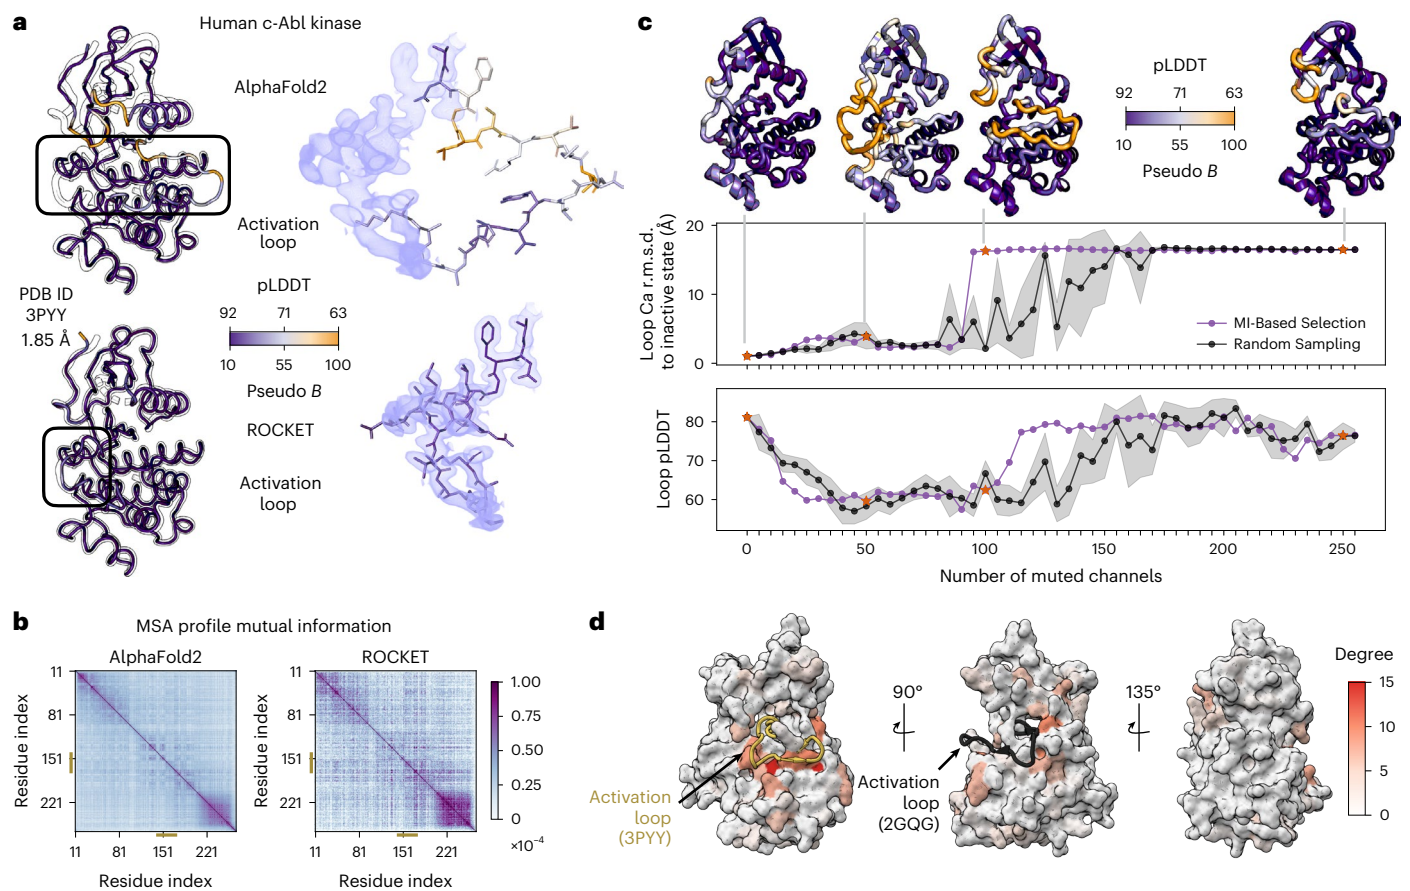 a
Human c-Abl kinase
AlphaFold2
Activation
loop
PDB ID
3PYY
1.85 Å
pLDDT
92 71 63
10 55 100
Pseudo B
ROCKET
Activation
loop
b
MSA profile mutual information
AlphaFold2
ROCKET
Residue index
11
81
151
221
11 81 151 221
Residue index
Residue index
11
81
151
221
11 81 151 221
Residue index
1.00
0.75
0.50
0.25
0
×10⁻⁴
c
pLDDT
92 71 63
10 55 100
Pseudo B
Loop Ca r.m.s.d.
to inactive state (Å)
20
10
0
MI-Based Selection
Random Sampling
Loop pLDDT
80
70
60
0 50 100 150 200 250
Number of muted channels
d
Activation
loop
(3PYY)
90°
Activation
loop
(2GQG)
135°
Degree
15
10
5
0